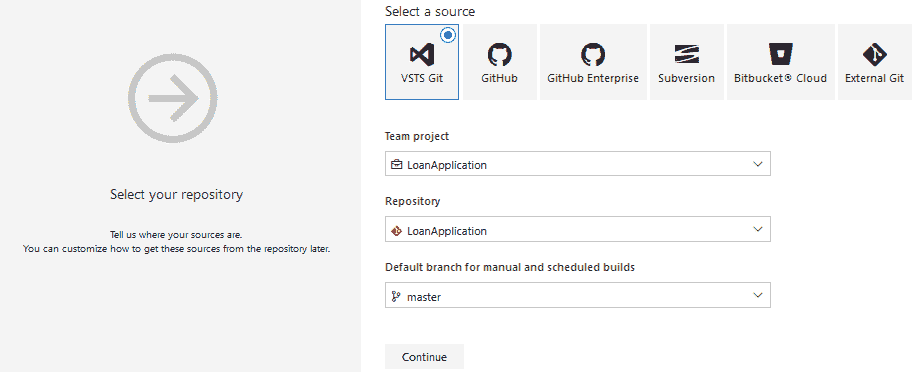 Select your repository
Tell us where your sources are.
You can customize how to get these sources from the repository later.
Select a source
VSTS Git
GitHub
GitHub Enterprise
Subversion
Bitbucket® Cloud
External Git
Team project
LoanApplication
Repository
LoanApplication
Default branch for manual and scheduled builds
master
Continue